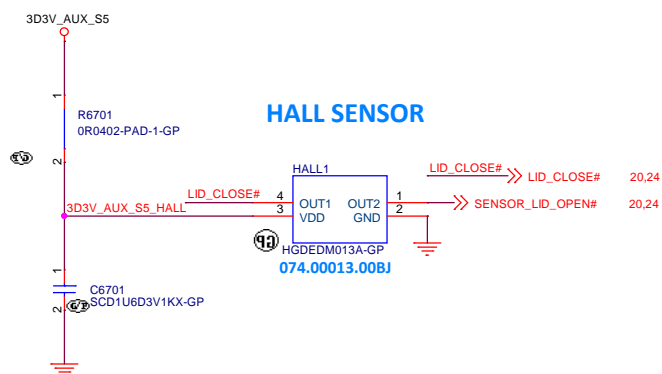 3D3V_AUX_S5
1
R6701
0R0402-PAD-1-GP
2
HALL SENSOR
HALL1
LID_CLOSE#
LID_CLOSE# 20,24
LID_CLOSE# 4 OUT1 OUT2 1 SENSOR_LID_OPEN# 20,24
3D3V_AUX_S5_HALL 3 VDD GND 2
GP
HGDEDM013A-GP
074.00013.00BJ
1
C6701
SCD1U6D3V1KX-GP
2
GP